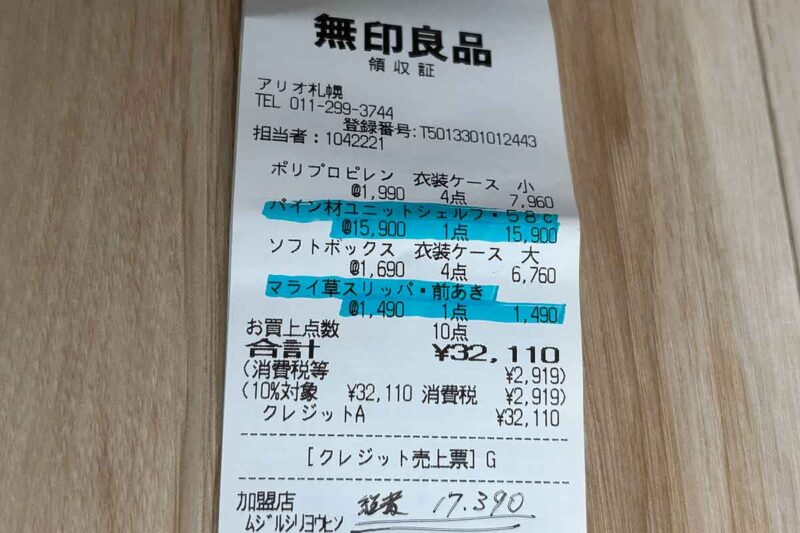 無印良品
領収証
アリオ札幌
TEL 011-299-3744
登録番号:T5013301012443
担当者:1042221
ポリプロピレン 衣装ケース 小
@1,990 4点 7,960
パイン材ユニットシェルフ・58c
@15,900 1点 15,900
ソフトボックス 衣装ケース 大
@1,690 4点 6,760
マライ草スリッパ・前あき
@1,490 1点 1,490
お買上点数 10点
合計 ¥32,110
(消費税等 ¥2,919)
(10%対象 ¥32,110 消費税 ¥2,919)
クレジットA ¥32,110
[クレジット売上票]G
加盟店 17.390
ムジルシリヨウヒン